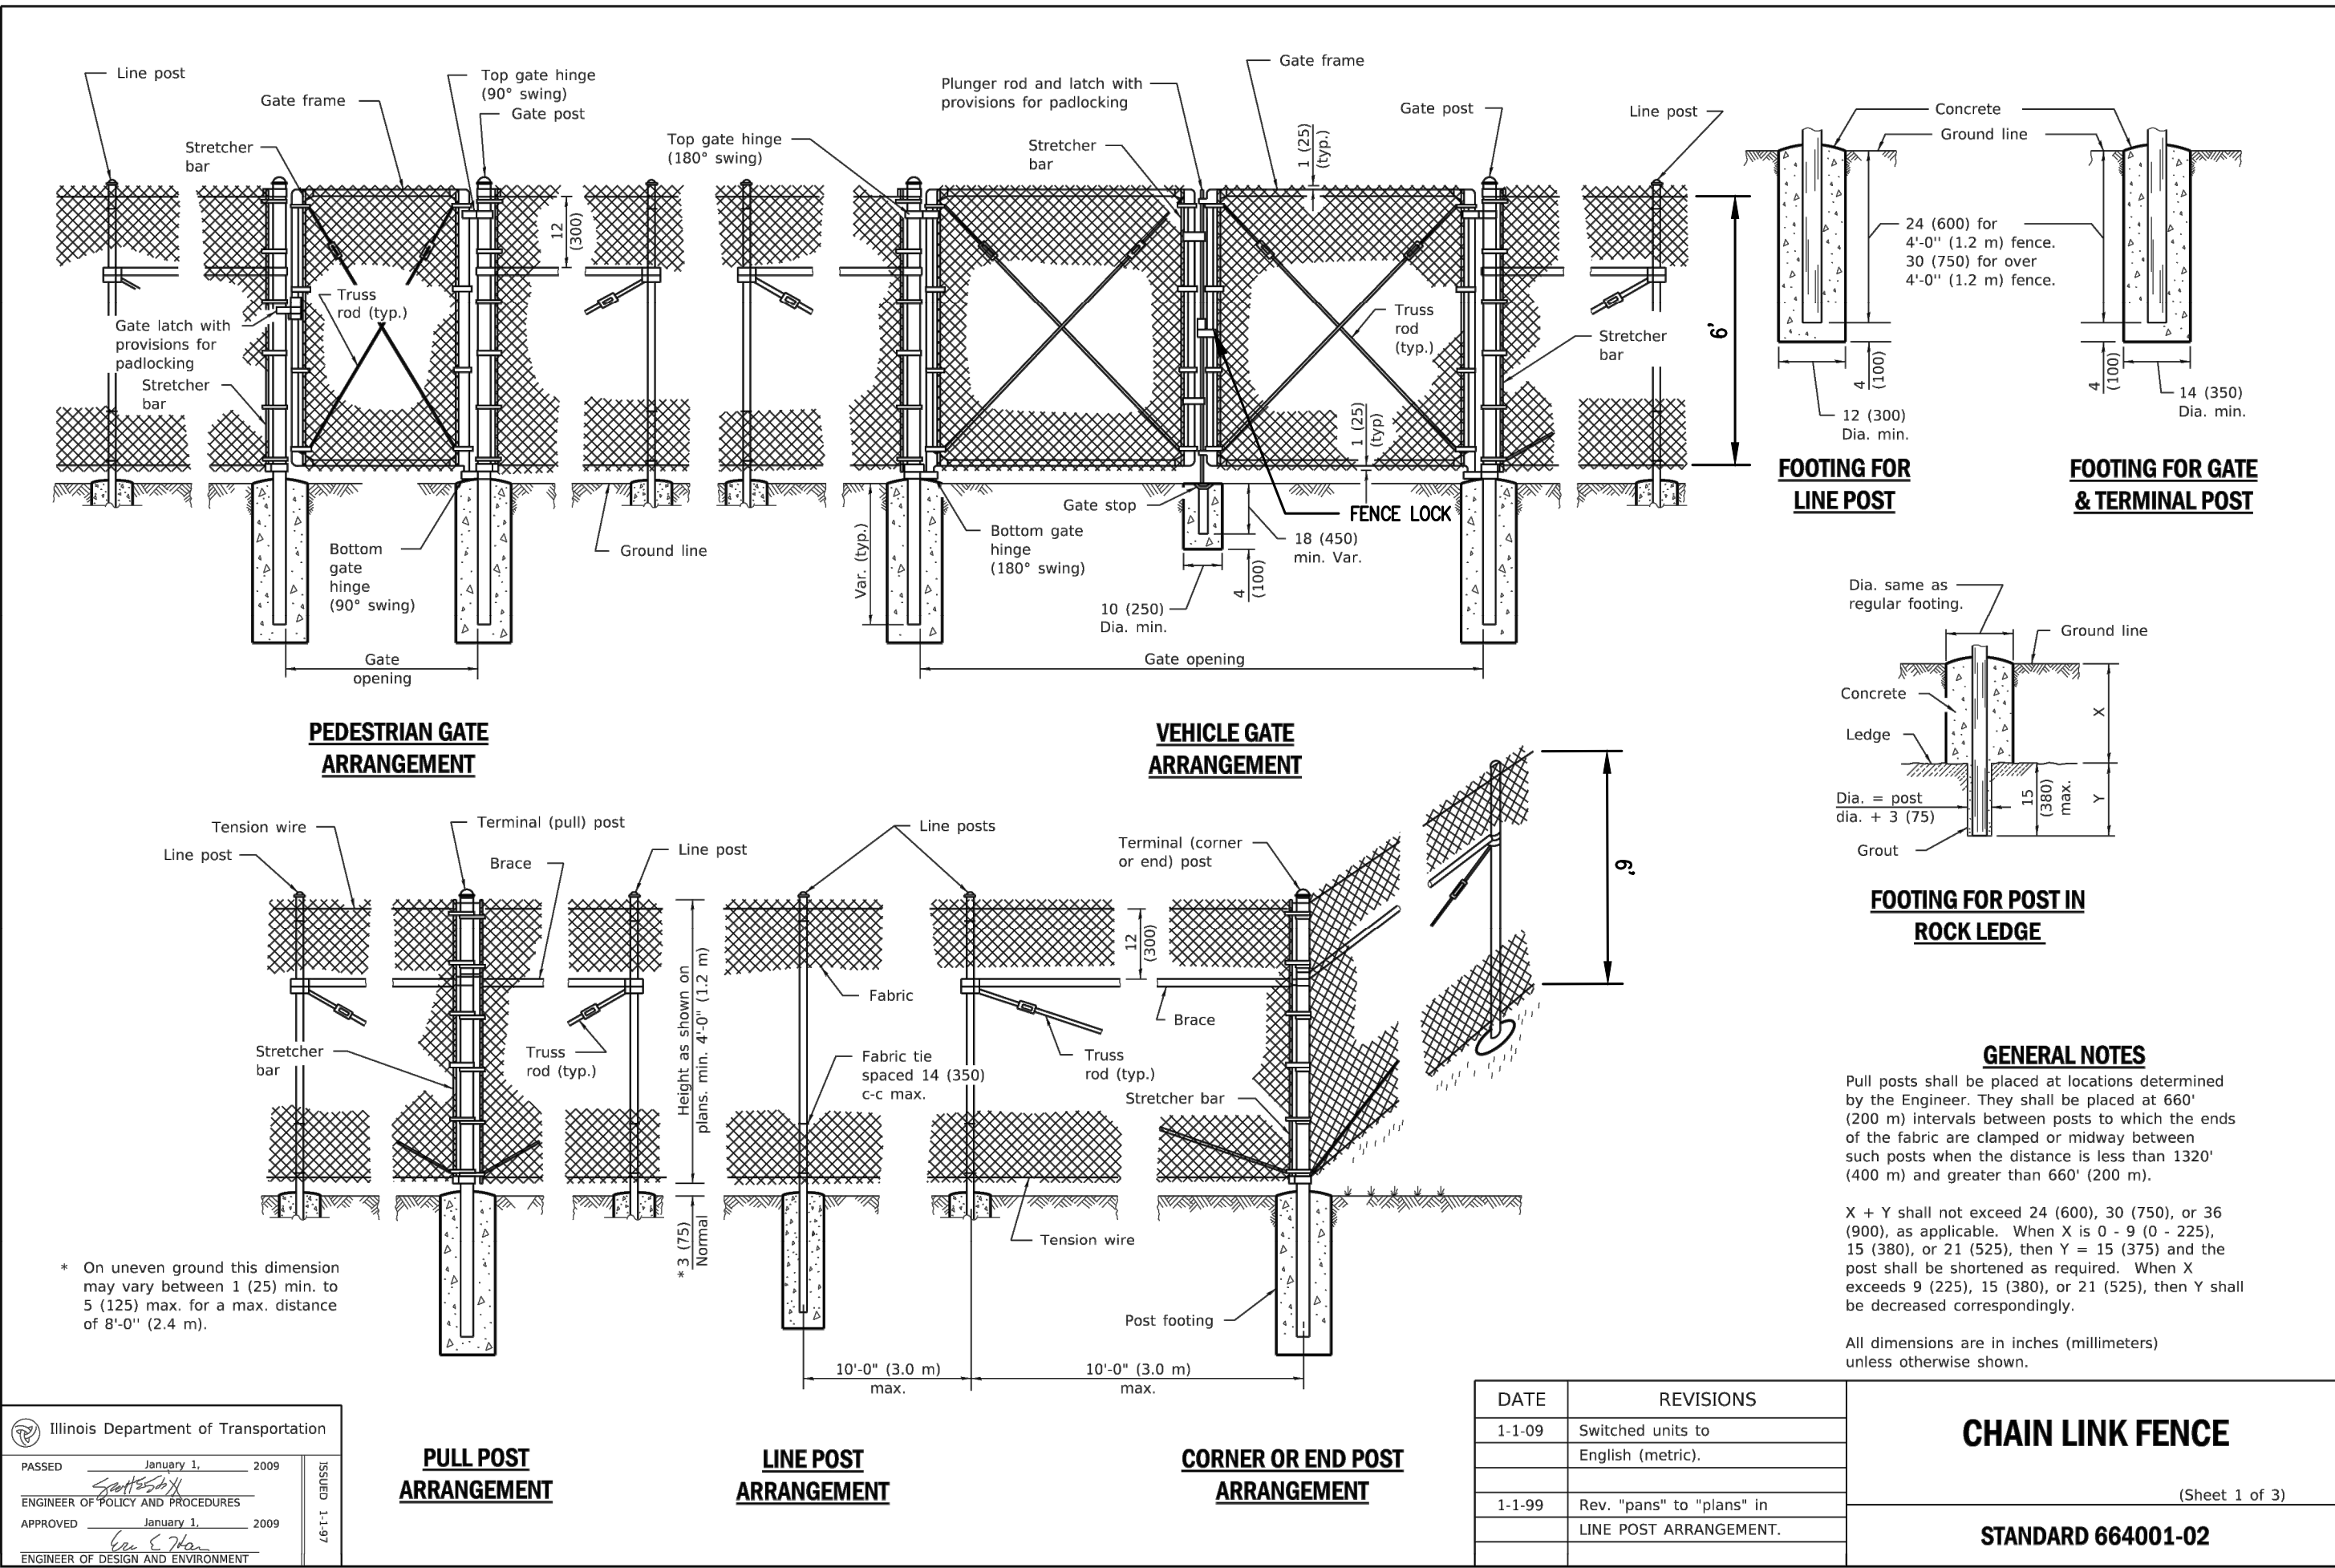 Line post
Gate frame
Top gate hinge
(90° swing)
Gate post
Stretcher
bar
12
(300)
Truss
rod (typ.)
Gate latch with
provisions for
padlocking
Stretcher
bar
Bottom
gate
hinge
(90° swing)
Ground line
Gate
opening
PEDESTRIAN GATE
ARRANGEMENT
Top gate hinge
(180° swing)
Plunger rod and latch with
provisions for padlocking
Stretcher
bar
Gate frame
1 (25)
(typ.)
Gate post
Line post
Truss
rod
(typ.)
Stretcher
bar
6'
1 (25)
(typ)
Gate stop
FENCE LOCK
Var. (typ.)
Bottom gate
hinge
(180° swing)
18 (450)
min. Var.
4
(100)
10 (250)
Dia. min.
Gate opening
VEHICLE GATE
ARRANGEMENT
Concrete
Ground line
24 (600) for
4'-0" (1.2 m) fence.
30 (750) for over
4'-0" (1.2 m) fence.
4
(100)
12 (300)
Dia. min.
4
(100)
14 (350)
Dia. min.
FOOTING FOR
LINE POST
FOOTING FOR GATE
& TERMINAL POST
Dia. same as
regular footing.
Ground line
Concrete
X
Ledge
Dia. = post
dia. + 3 (75)
15
(380)
max.
Y
Grout
FOOTING FOR POST IN
ROCK LEDGE
Tension wire
Line post
Terminal (pull) post
Brace
Line post
Stretcher
bar
Truss
rod (typ.)
Height as shown on
plans. min. 4'-0" (1.2 m)
* 3 (75)
Normal
* On uneven ground this dimension
may vary between 1 (25) min. to
5 (125) max. for a max. distance
of 8'-0" (2.4 m).
PULL POST
ARRANGEMENT
Line posts
Fabric
Fabric tie
spaced 14 (350)
c-c max.
12
(300)
Truss
rod (typ.)
Tension wire
10'-0" (3.0 m)
max.
10'-0" (3.0 m)
max.
LINE POST
ARRANGEMENT
Terminal (corner
or end) post
Brace
Stretcher bar
Post footing
6'
CORNER OR END POST
ARRANGEMENT
GENERAL NOTES
Pull posts shall be placed at locations determined
by the Engineer. They shall be placed at 660'
(200 m) intervals between posts to which the ends
of the fabric are clamped or midway between
such posts when the distance is less than 1320'
(400 m) and greater than 660' (200 m).
X + Y shall not exceed 24 (600), 30 (750), or 36
(900), as applicable. When X is 0 - 9 (0 - 225),
15 (380), or 21 (525), then Y = 15 (375) and the
post shall be shortened as required. When X
exceeds 9 (225), 15 (380), or 21 (525), then Y shall
be decreased correspondingly.
All dimensions are in inches (millimeters)
unless otherwise shown.
Illinois Department of Transportation
PASSED January 1, 2009
ENGINEER OF POLICY AND PROCEDURES
APPROVED January 1, 2009
ENGINEER OF DESIGN AND ENVIRONMENT
ISSUED 1-1-97
DATE REVISIONS
1-1-09 Switched units to
English (metric).
1-1-99 Rev. "pans" to "plans" in
LINE POST ARRANGEMENT.
CHAIN LINK FENCE
(Sheet 1 of 3)
STANDARD 664001-02